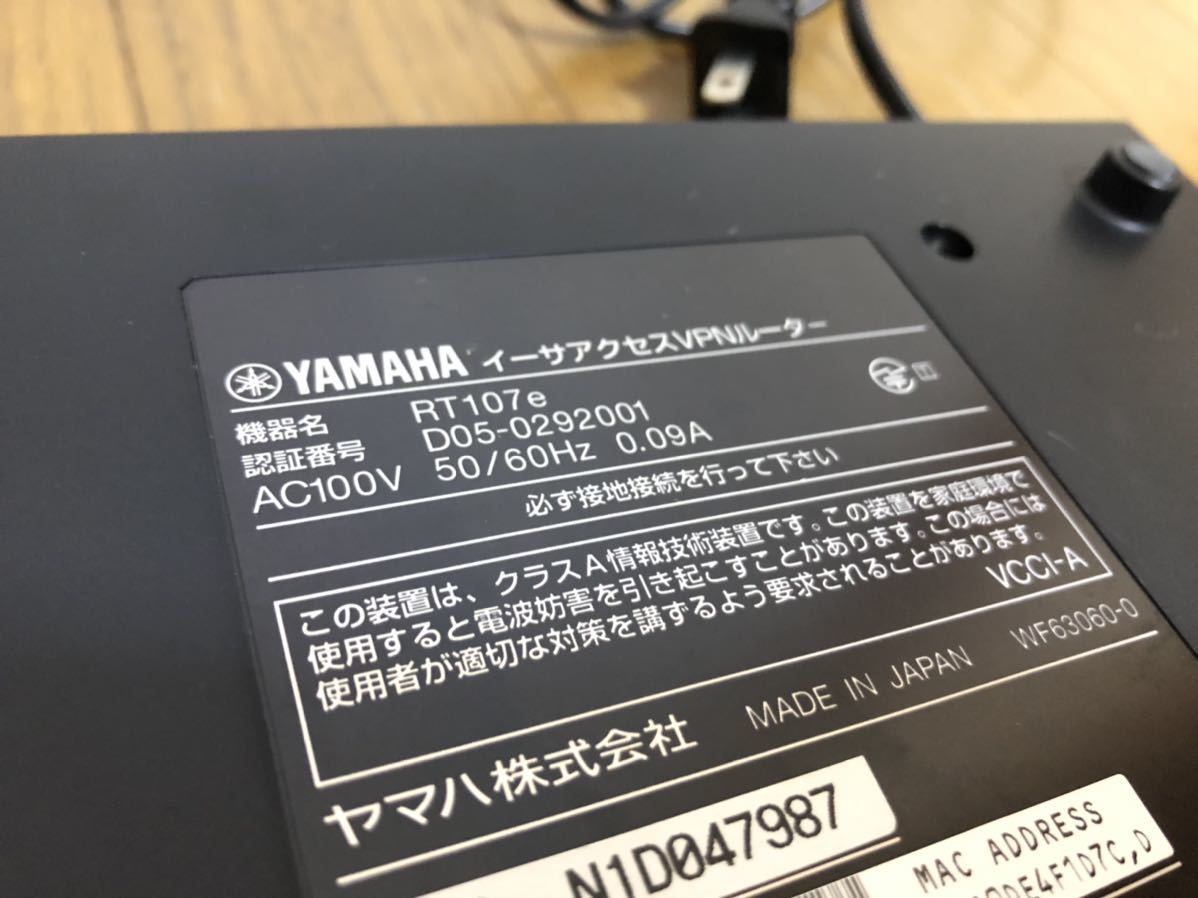 YAMAHA イーサアクセスVPNルーター
機器名 RT107e
認証番号 D05-0292001
AC100V 50/60Hz 0.09A
必ず接地接続を行って下さい
この装置は、クラスA情報技術装置です。この装置を家庭環境で
使用すると電波妨害を引き起こすことがあります。この場合には
使用者が適切な対策を講ずるよう要求されることがあります。
VCCI-A
ヤマハ株式会社 MADE IN JAPAN WF63060-0
N1D047987
MAC ADDRESS